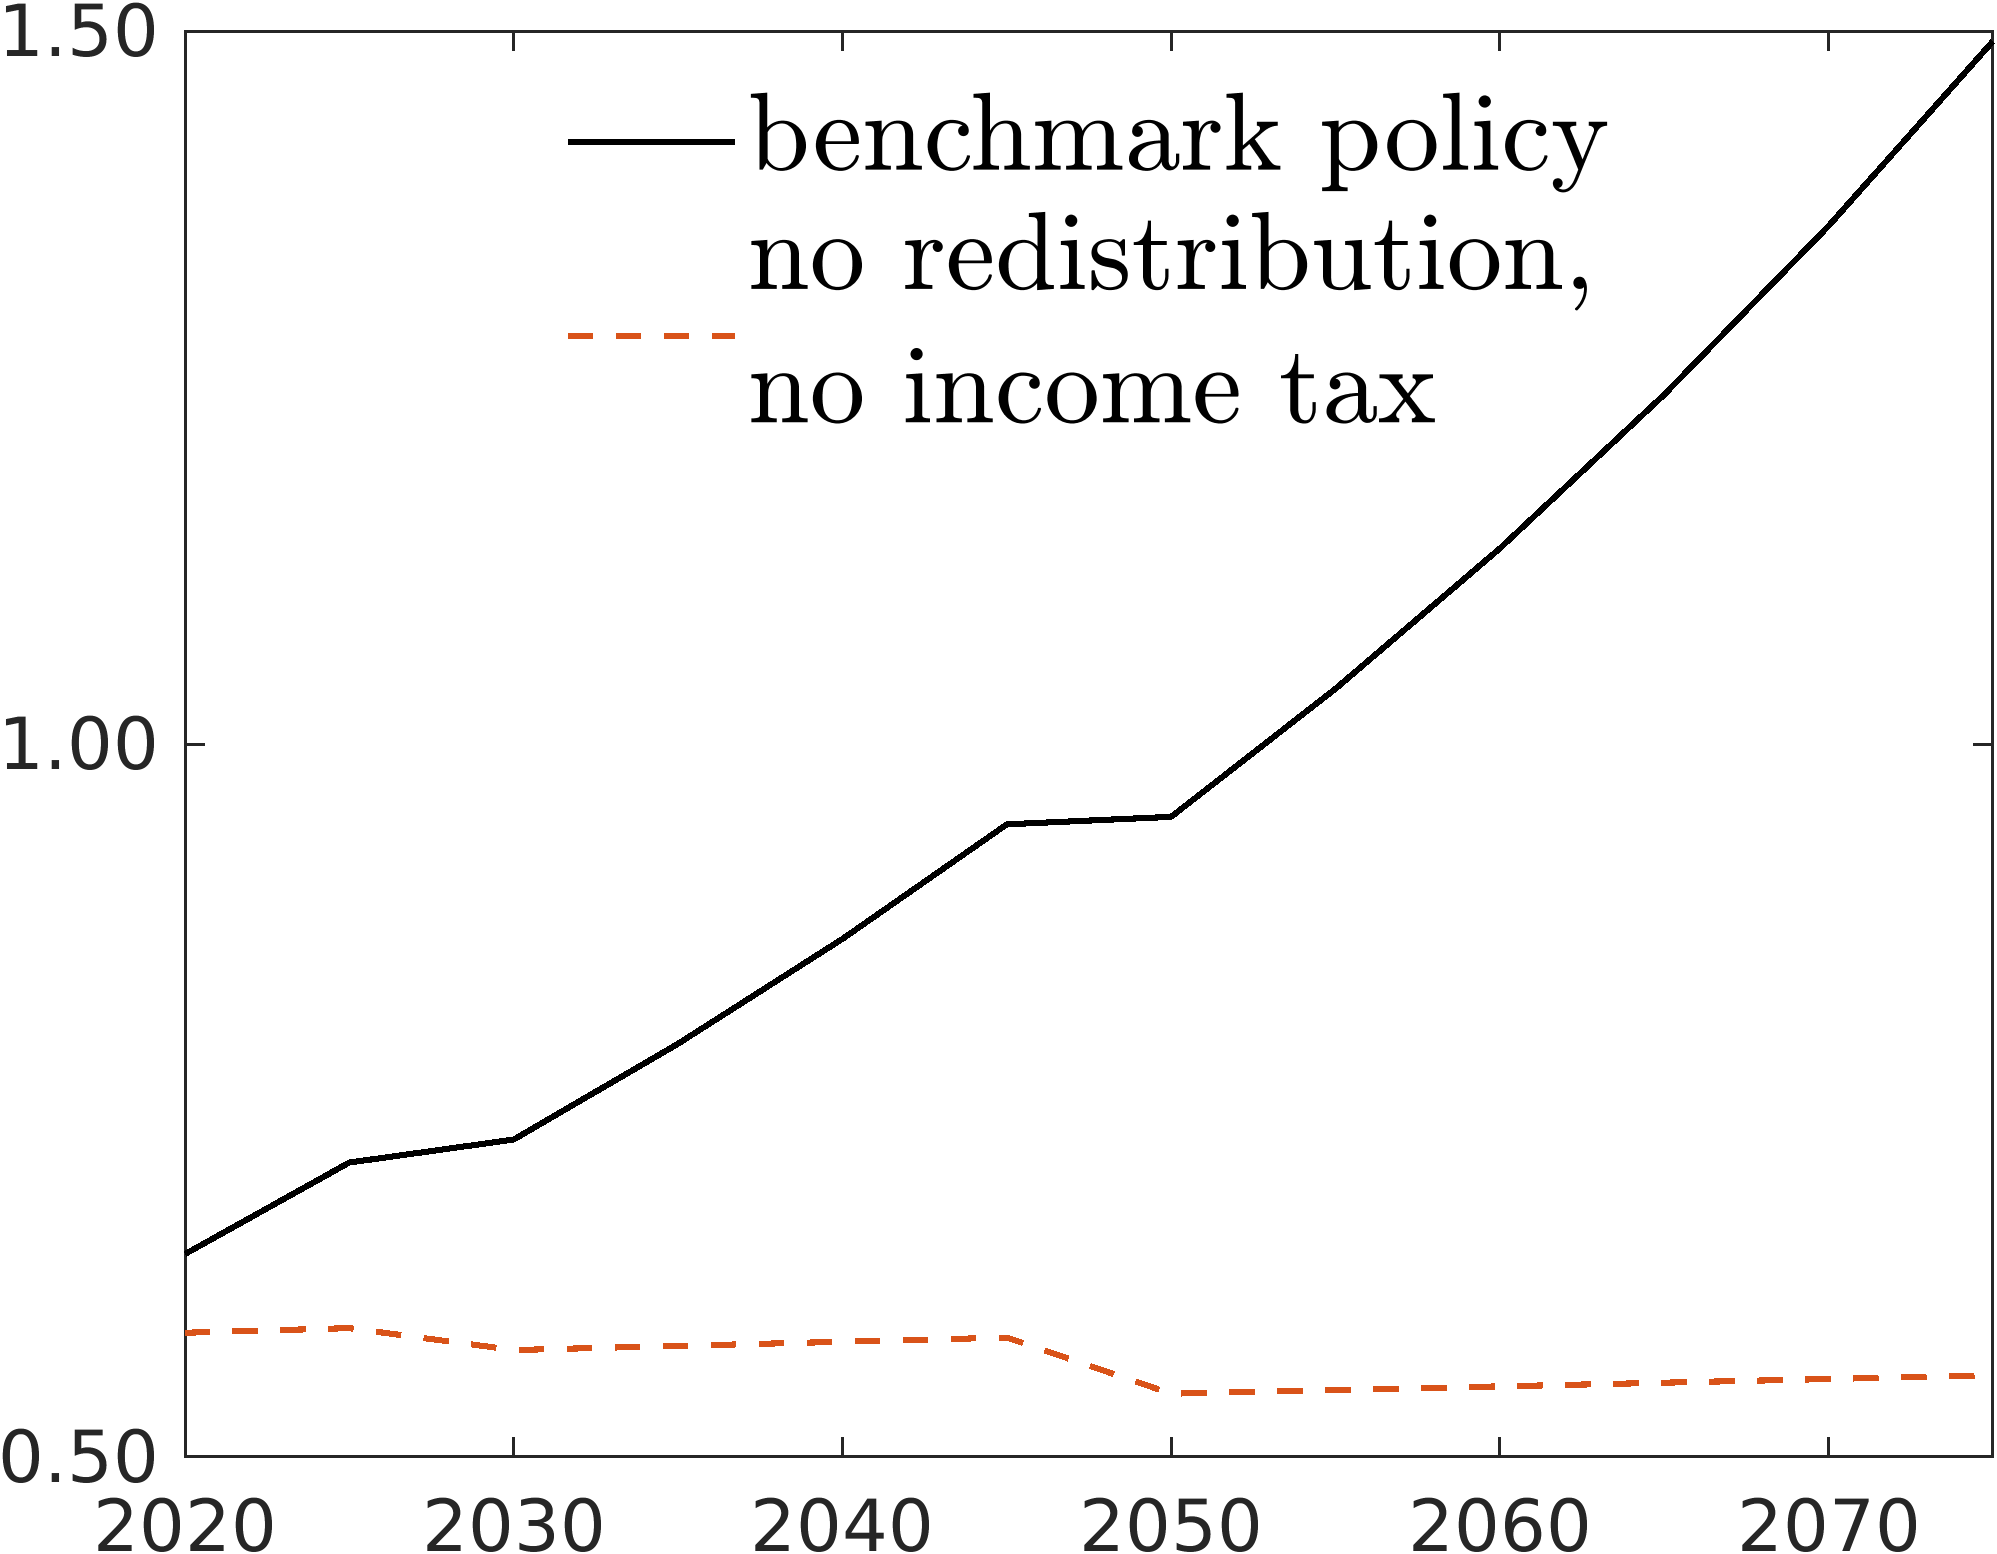 1.50
benchmark policy
no redistribution,
no income tax
1.00
0.50
2020 2030 2040 2050 2060 2070